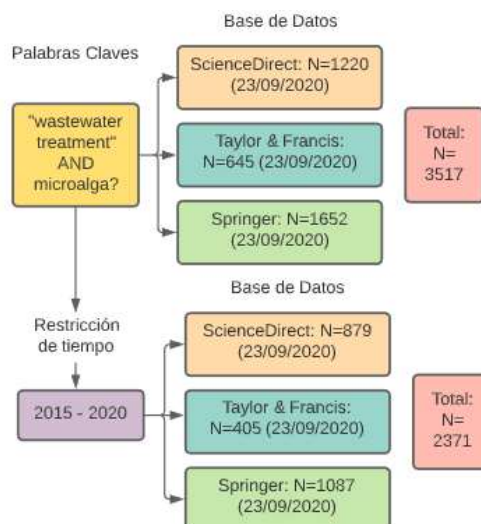 Base de Datos
Palabras Claves
ScienceDirect: N=1220
(23/09/2020)
"wastewater
treatment"
AND
microalga?
Taylor & Francis:
N=645 (23/09/2020)
Total:
N=
3517
Springer: N=1652
(23/09/2020)
Base de Datos
Restricción
de tiempo
ScienceDirect: N=879
(23/09/2020)
2015 - 2020
Taylor & Francis:
N=405 (23/09/2020)
Total:
N=
2371
Springer: N=1087
(23/09/2020)